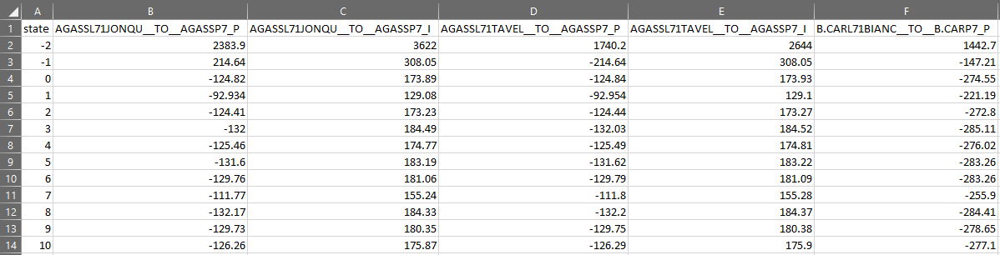 A B C D E F
1 state AGASSL71JONQU__TO__AGASSP7_P AGASSL71JONQU__TO__AGASSP7_I AGASSL71TAVEL__TO__AGASSP7_P AGASSL71TAVEL__TO__AGASSP7_I B.CARL71BIANC__TO__B.CARP7_P
2 -2 2383.9 3622 1740.2 2644 1442.7
3 -1 214.64 308.05 -214.64 308.05 -147.21
4 0 -124.82 173.89 -124.84 173.93 -274.55
5 1 -92.934 129.08 -92.954 129.1 -221.19
6 2 -124.41 173.23 -124.44 173.27 -272.8
7 3 -132 184.49 -132.03 184.52 -285.11
8 4 -125.46 174.77 -125.49 174.81 -276.02
9 5 -131.6 183.19 -131.62 183.22 -283.26
10 6 -129.76 181.06 -129.79 181.09 -283.26
11 7 -111.77 155.24 -111.8 155.28 -255.9
12 8 -132.17 184.33 -132.2 184.37 -284.41
13 9 -129.73 180.35 -129.75 180.38 -278.65
14 10 -126.26 175.87 -126.29 175.9 -277.1